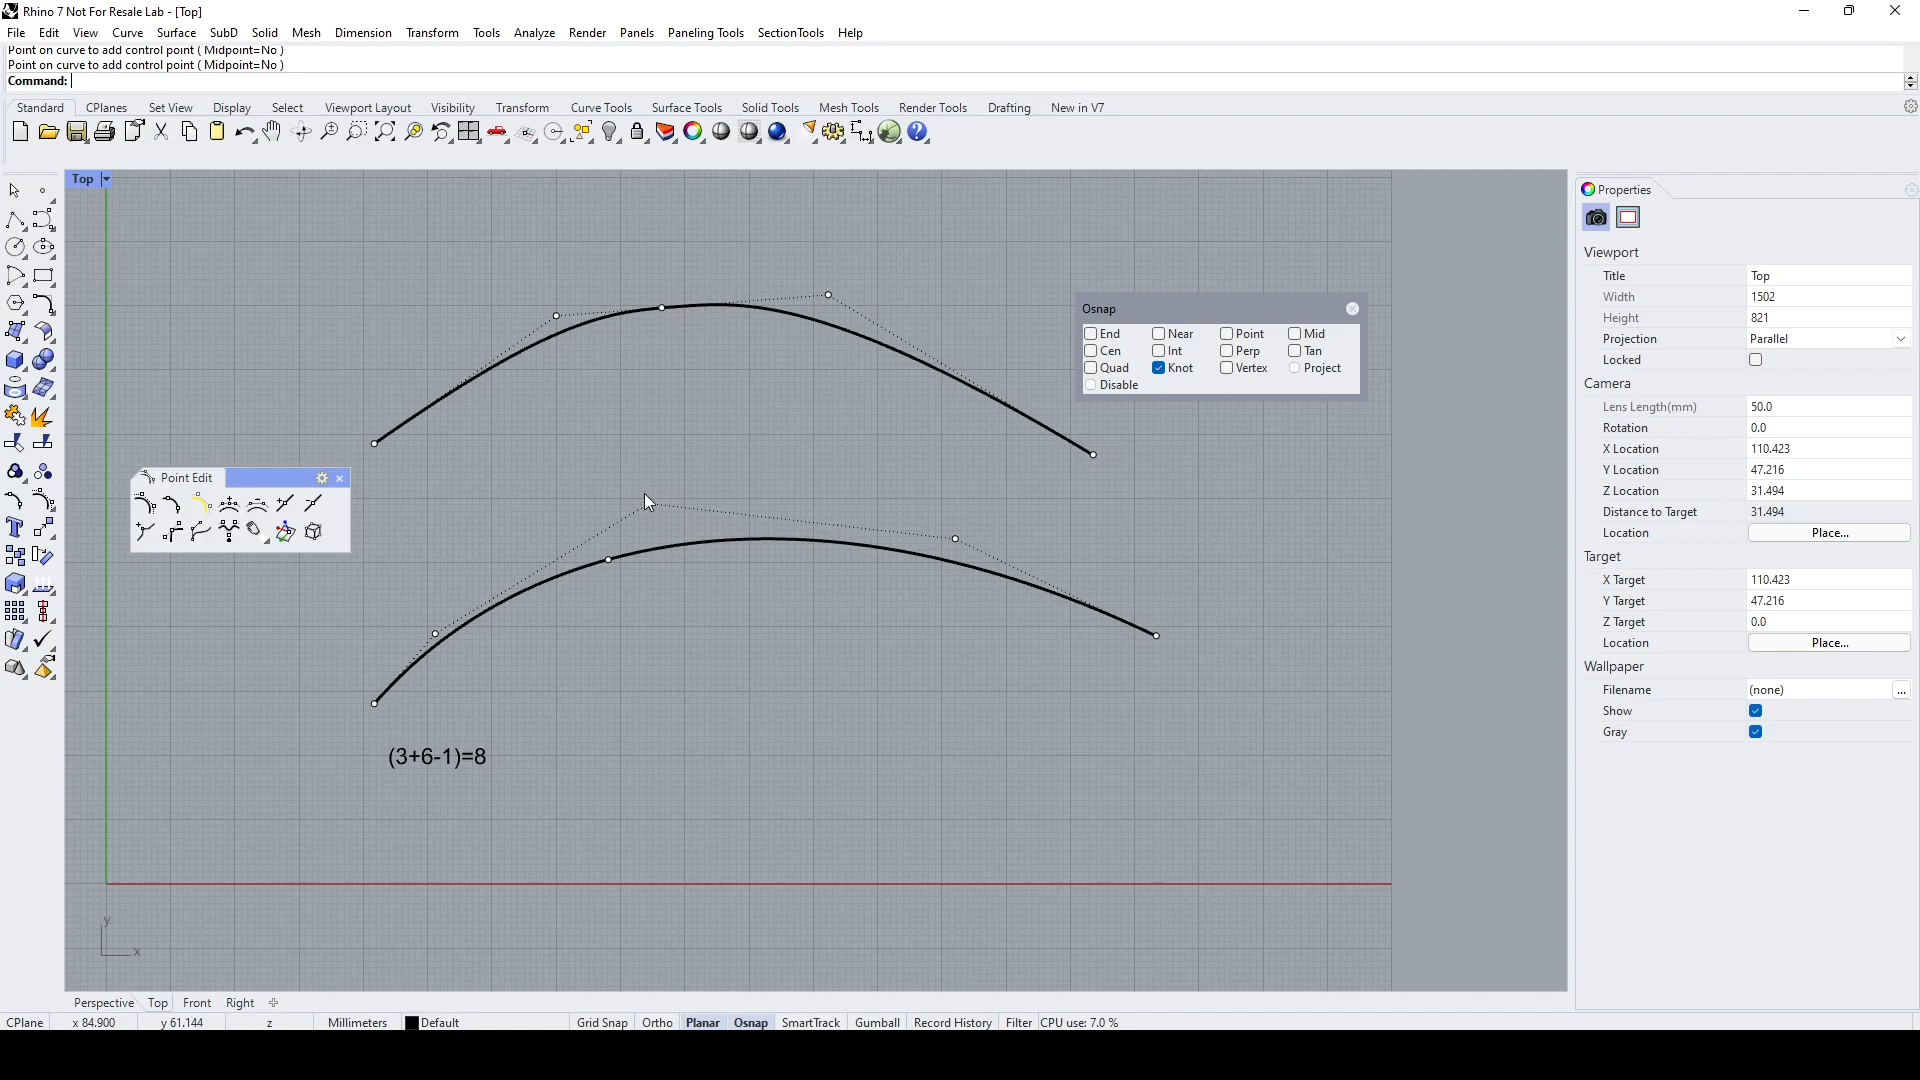 Rhino 7 Not For Resale Lab - [Top]
File Edit View Curve Surface SubD Solid Mesh Dimension Transform Tools Analyze Render Panels Paneling Tools SectionTools Help
Point on curve to add control point ( Midpoint=No )
Point on curve to add control point ( Midpoint=No )
Command:
Standard CPlanes Set View Display Select Viewport Layout Visibility Transform Curve Tools Surface Tools Solid Tools Mesh Tools Render Tools Drafting New in V7
Top
Osnap
End Near Point Mid
Cen Int Perp Tan
Quad Knot Vertex Project
Disable
Point Edit
(3+6-1)=8
y
x
Properties
Viewport
Title Top
Width 1502
Height 821
Projection Parallel
Locked
Camera
Lens Length(mm) 50.0
Rotation 0.0
X Location 110.423
Y Location 47.216
Z Location 31.494
Distance to Target 31.494
Location Place...
Target
X Target 110.423
Y Target 47.216
Z Target 0.0
Location Place...
Wallpaper
Filename (none) ...
Show
Gray
Perspective Top Front Right
CPlane x 84.900 y 61.144 z Millimeters Default Grid Snap Ortho Planar Osnap SmartTrack Gumball Record History Filter CPU use: 7.0 %